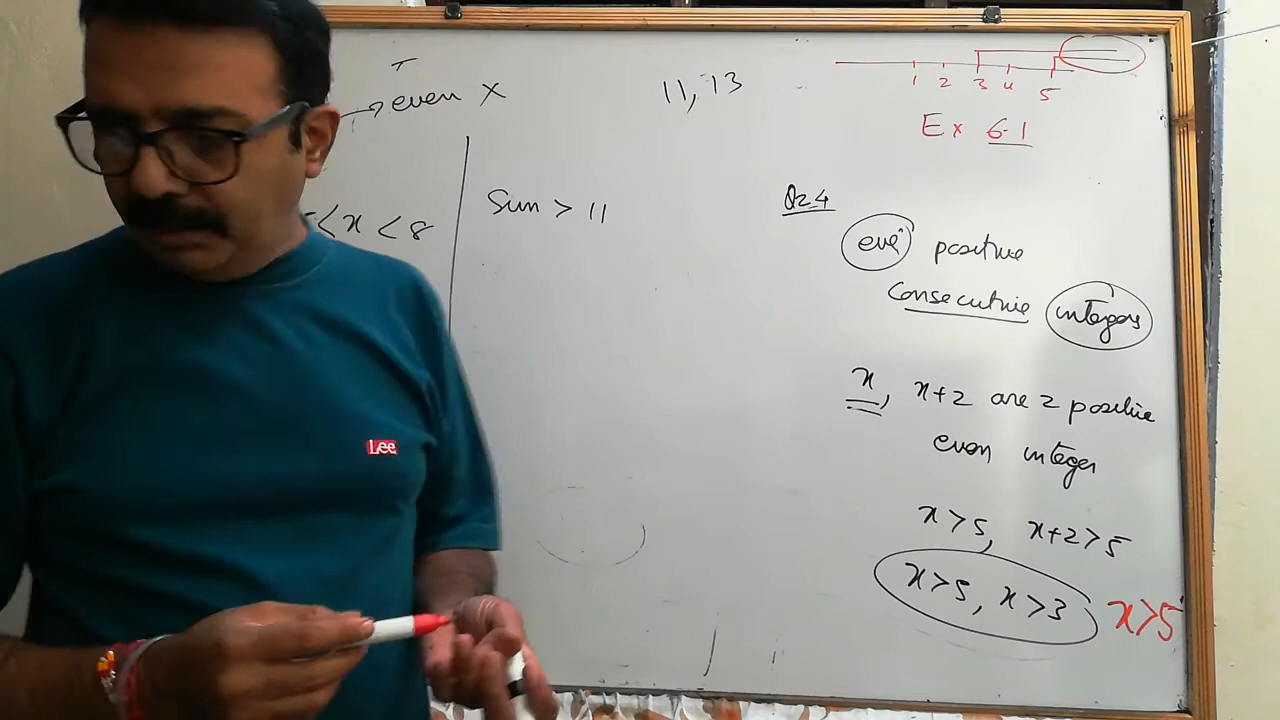 → even x
< x < 8
Sum > 11
11, 13
1 2 3 4 5
Ex 6.1
Q24
even positive
consecutive integers
x, x+2 are 2 positive
even integer
x>5, x+2>5
x>5, x>3 x>5
Lee